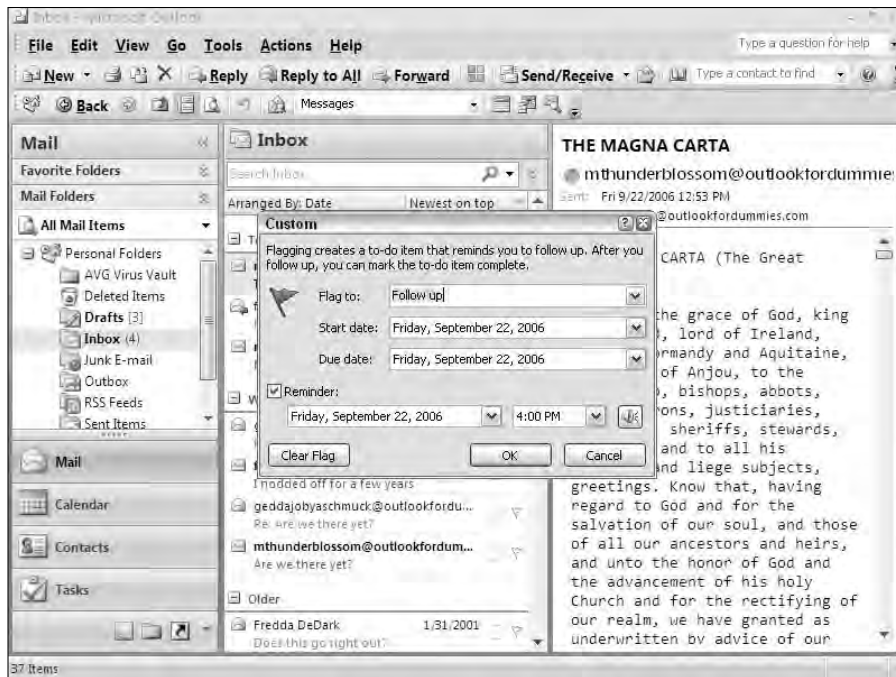 Inbox - Microsoft Outlook
File Edit View Go Tools Actions Help
Type a question for help
New Reply Reply to All Forward Send/Receive Type a contact to find
Back Messages
Mail
Favorite Folders
Mail Folders
All Mail Items
Personal Folders
AVG Virus Vault
Deleted Items
Drafts [3]
Inbox (4)
Junk E-mail
Outbox
RSS Feeds
Sent Items
Mail
Calendar
Contacts
Tasks
37 Items
Inbox
Search Inbox
Arranged By: Date Newest on top
Custom
Flagging creates a to-do item that reminds you to follow up. After you
follow up, you can mark the to-do item complete.
Flag to: Follow up
Start date: Friday, September 22, 2006
Due date: Friday, September 22, 2006
Reminder:
Friday, September 22, 2006 4:00 PM
Clear Flag OK Cancel
I nodded off for a few years
geddajobyaschmuck@outlookfordu...
Re: Are we there yet?
mthunderblossom@outlookfordum...
Are we there yet?
Older
Fredda DeDark 1/31/2001
Does this go right out?
THE MAGNA CARTA
mthunderblossom@outlookfordummie
Sent: Fri 9/22/2006 12:53 PM
@outlookfordummies.com
CARTA (The Great
the grace of God, king
, lord of Ireland,
ormandy and Aquitaine,
of Anjou, to the
, bishops, abbots,
rons, justiciaries,
sheriffs, stewards,
and to all his
and liege subjects,
greetings. Know that, having
regard to God and for the
salvation of our soul, and those
of all our ancestors and heirs,
and unto the honor of God and
the advancement of his holy
Church and for the rectifying of
our realm, we have granted as
underwritten by advice of our